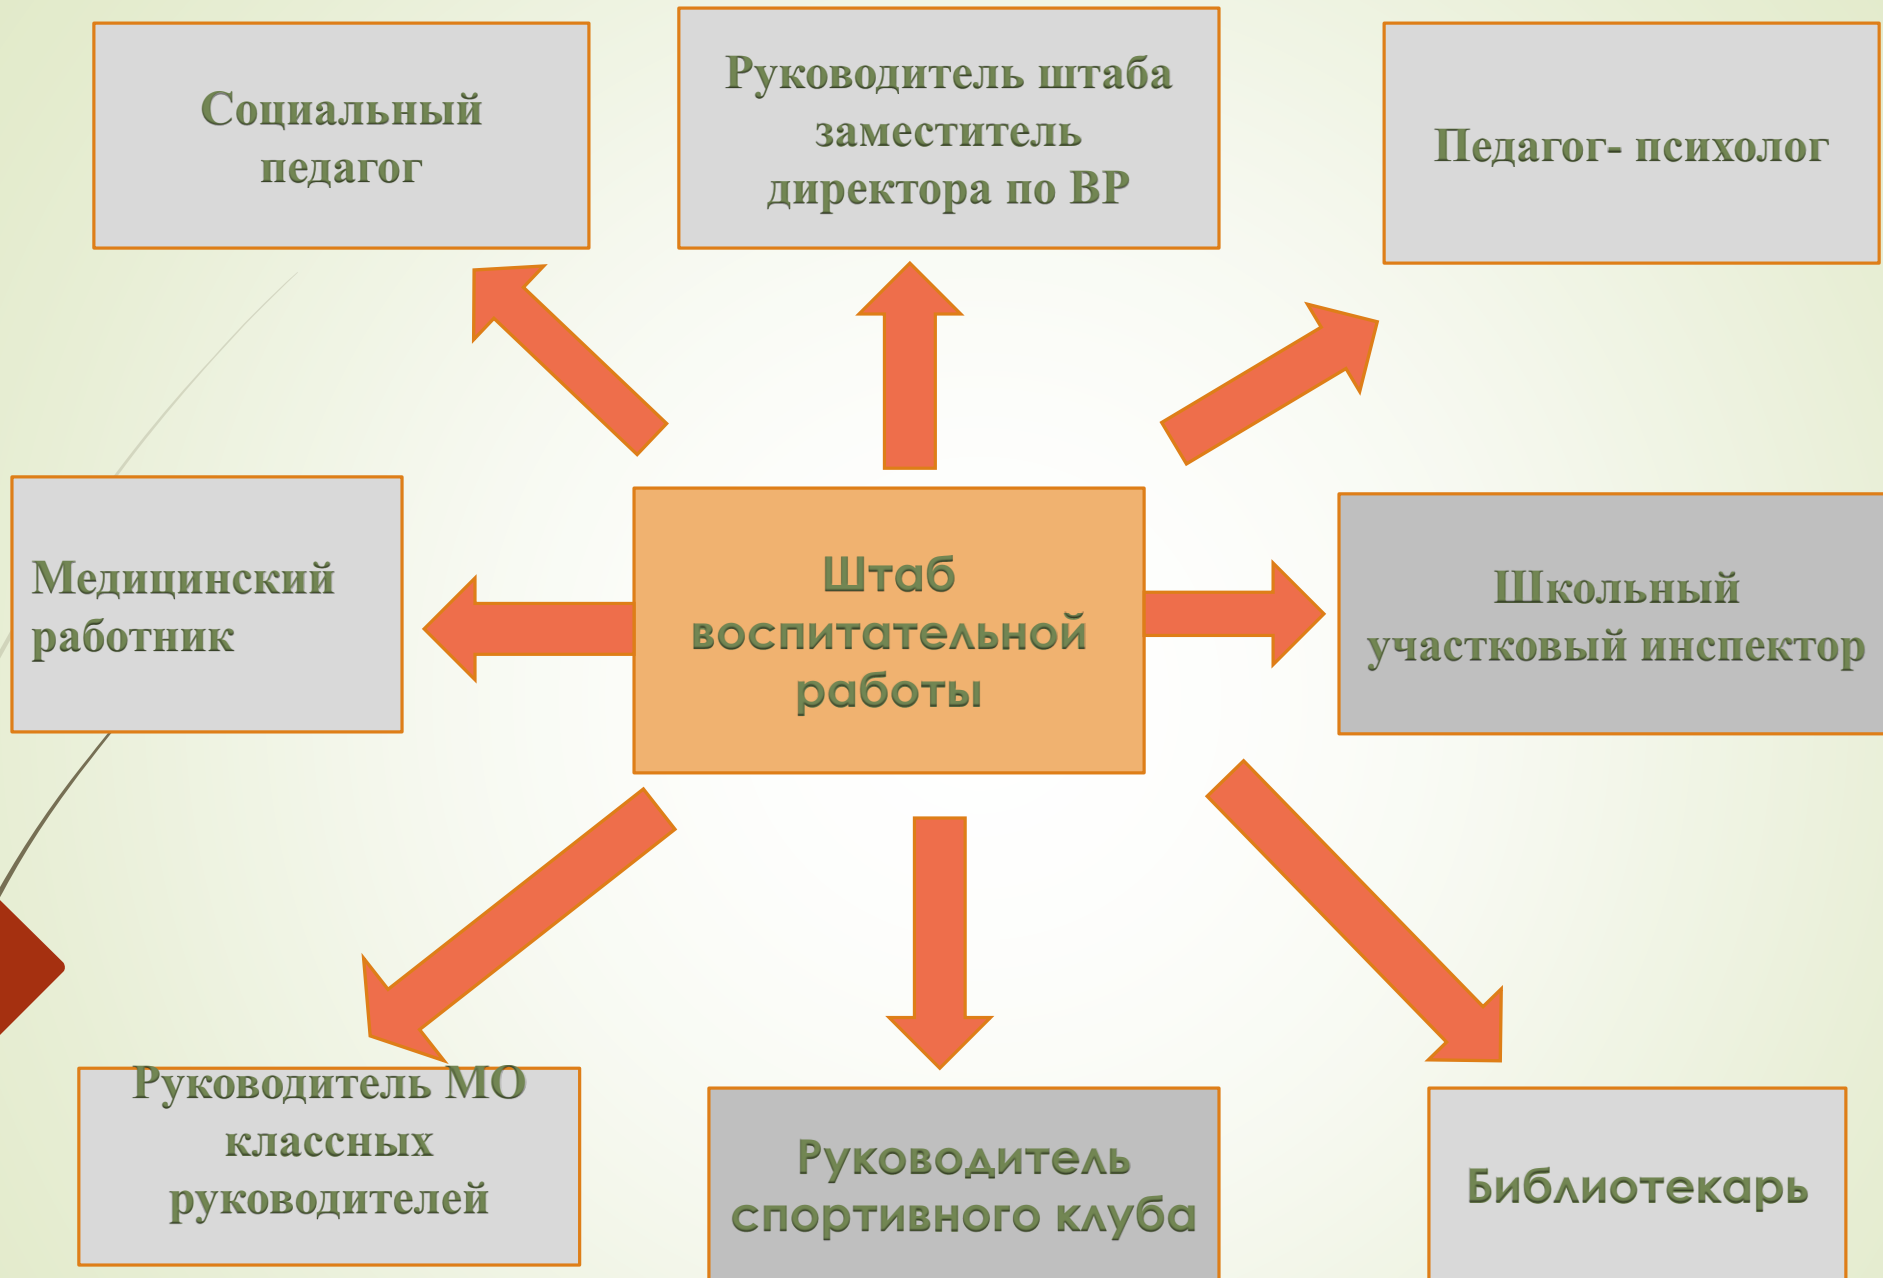 Социальный
педагог
Руководитель штаба
заместитель
директора по ВР
Педагог- психолог
Медицинский
работник
Штаб
воспитательной
работы
Школьный
участковый инспектор
Руководитель МО
классных
руководителей
Руководитель
спортивного клуба
Библиотекарь